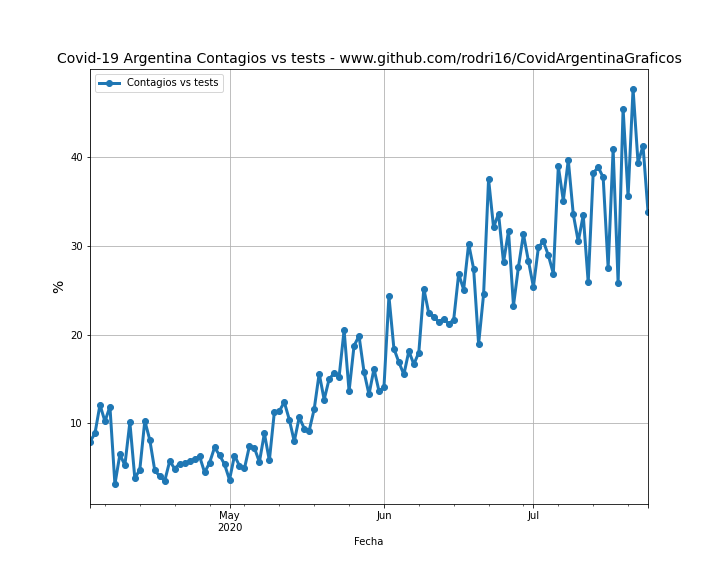 Covid-19 Argentina Contagios vs tests - www.github.com/rodri16/CovidArgentinaGraficos
Contagios vs tests
40
30
20
10
%
May Jun Jul
2020
Fecha